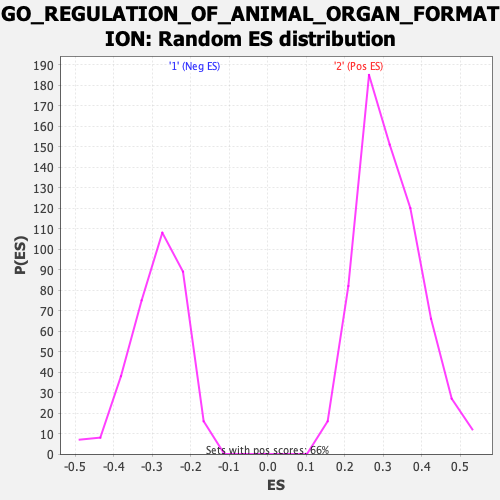 GO_REGULATION_OF_ANIMAL_ORGAN_FORMAT
ION: Random ES distribution
'1' (Neg ES)
'2' (Pos ES)
190
180
170
160
150
140
130
120
110
100
90
80
70
60
50
40
30
20
10
0
P(ES)
Sets with pos scores: 66%
-0.5 -0.4 -0.3 -0.2 -0.1 0.0 0.1 0.2 0.3 0.4 0.5
ES